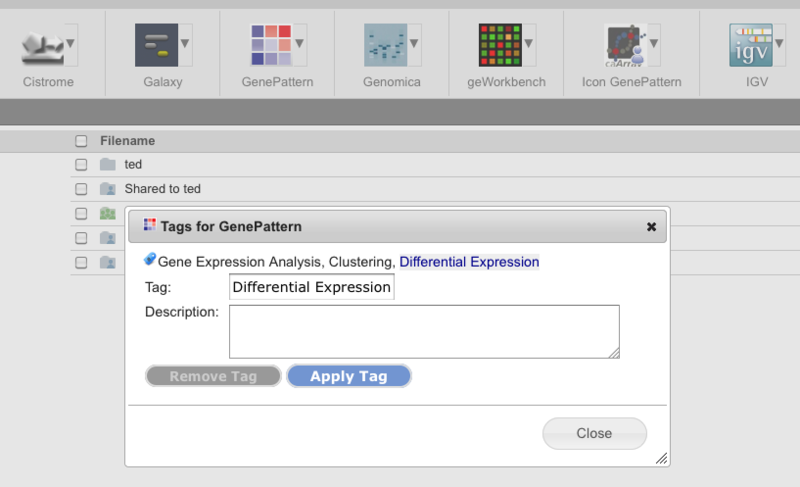 Cistrome
Galaxy
GenePattern
Genomica
geWorkbench
caArray
Icon GenePattern
igv
IGV
Filename
ted
Shared to ted
Tags for GenePattern
Gene Expression Analysis, Clustering, Differential Expression
Tag: Differential Expression
Description:
Remove Tag Apply Tag
Close